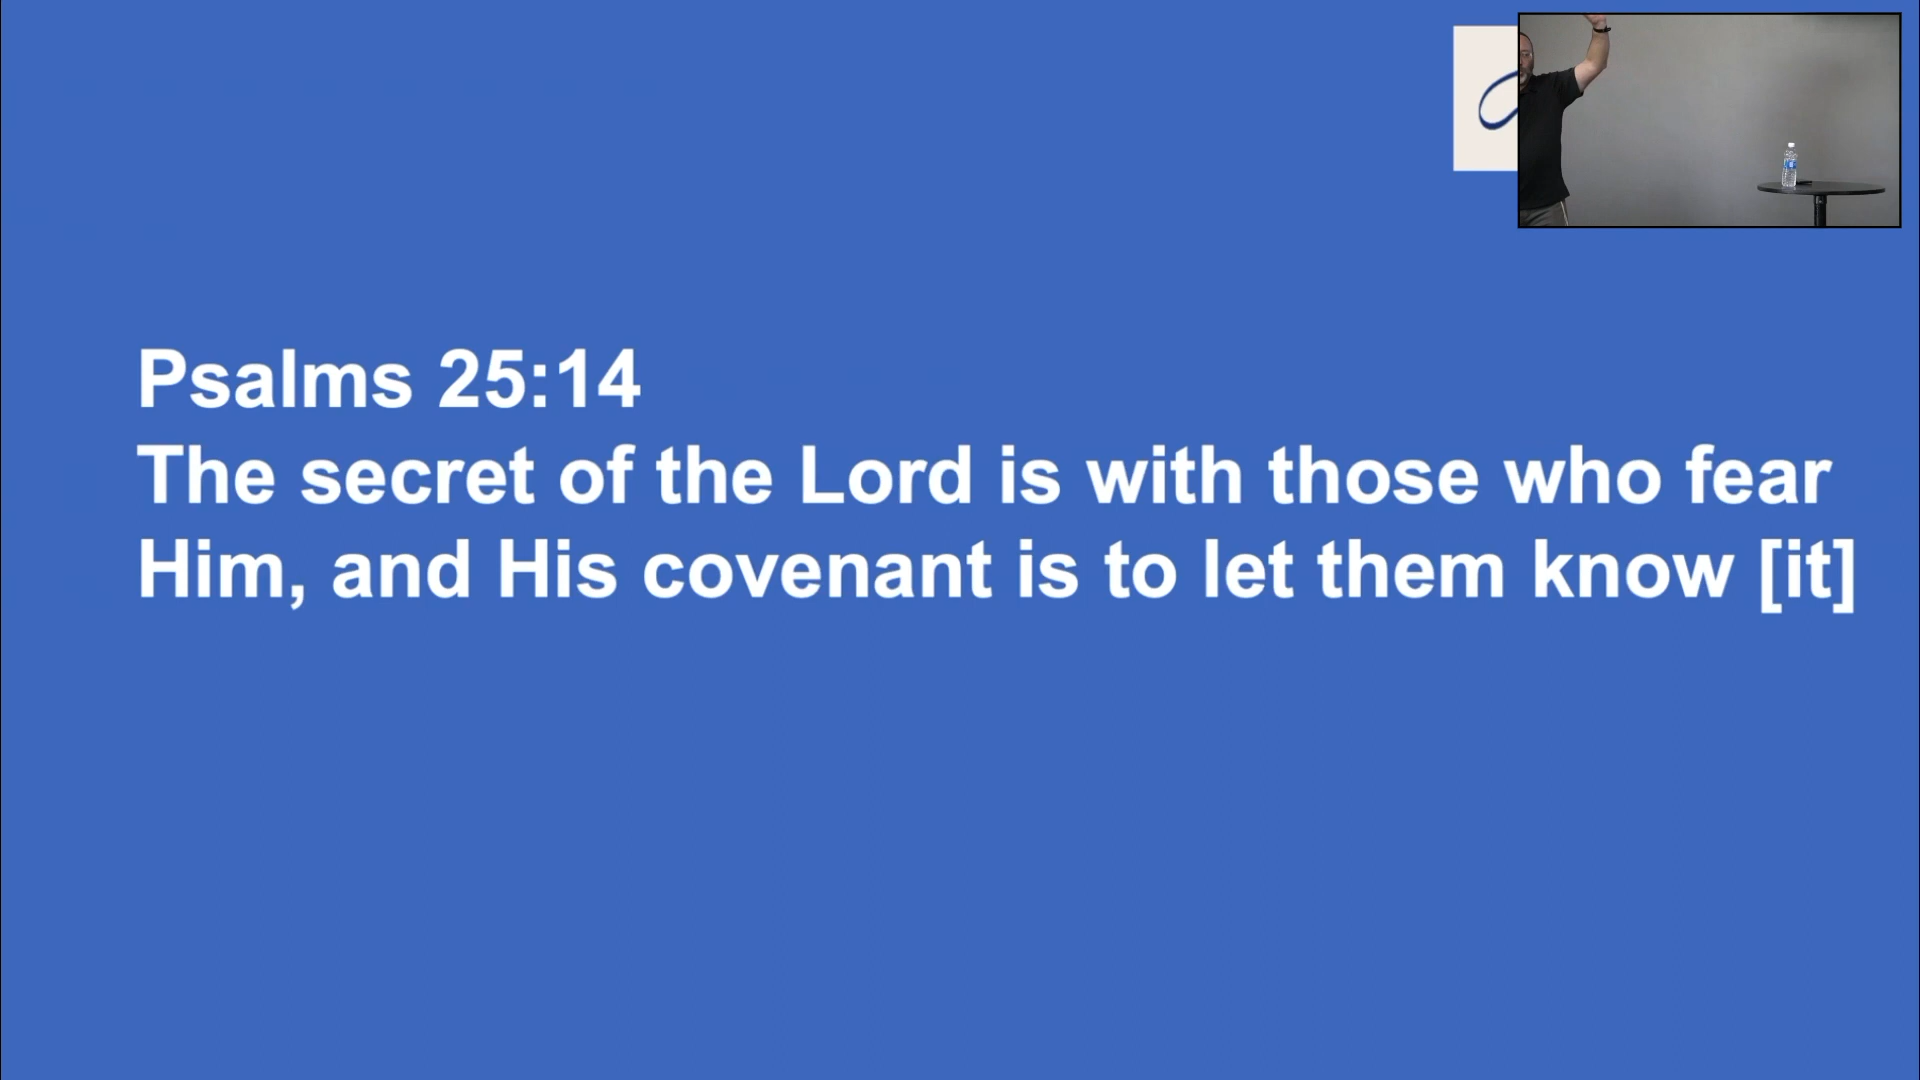 Psalms 25:14
The secret of the Lord is with those who fear
Him, and His covenant is to let them know [it]